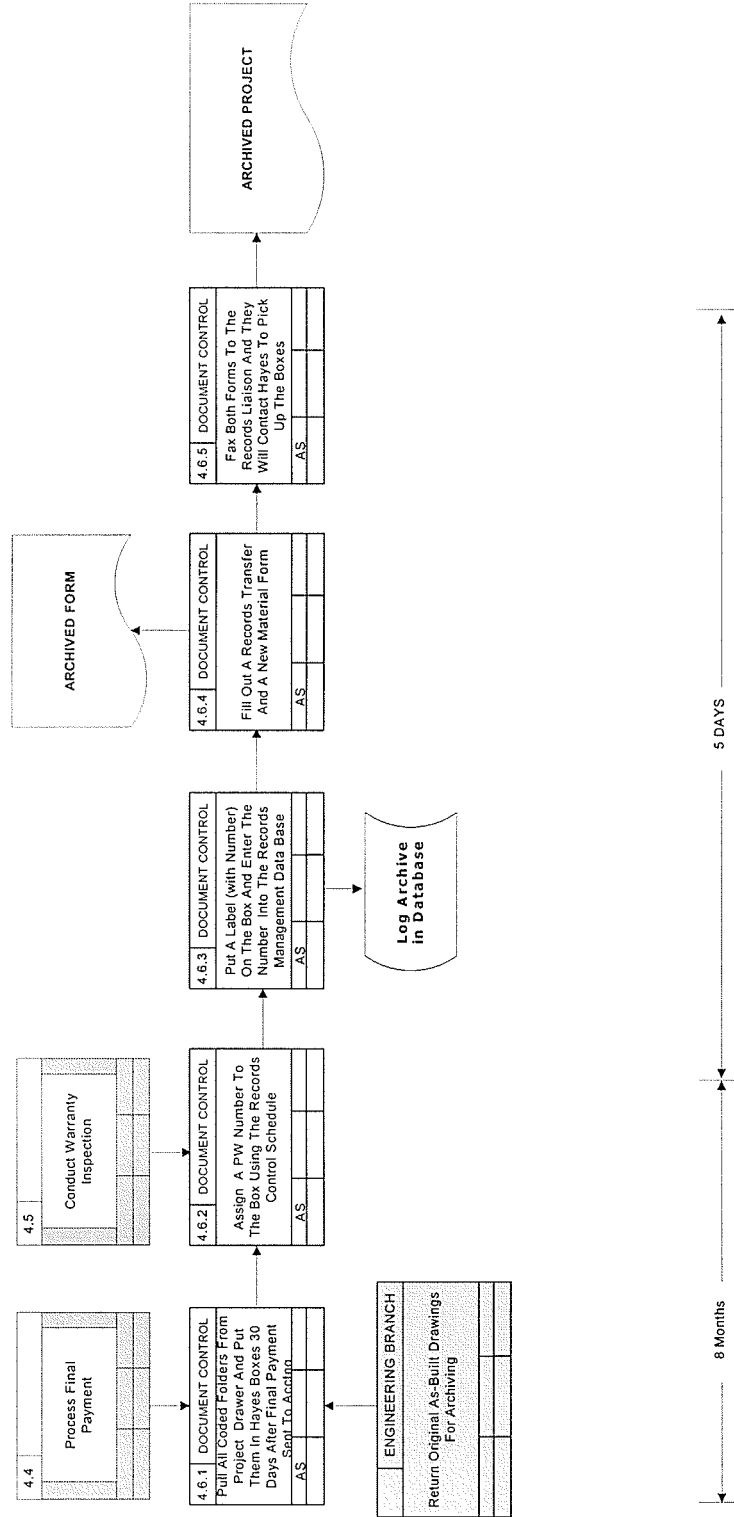 4.4
Process Final
Payment
4.5
Conduct Warranty
Inspection
ARCHIVED FORM
4.6.1 DOCUMENT CONTROL
Pull All Coded Folders From
Project Drawer And Put
Them In Hayes Boxes 30
Days After Final Payment
Sent To Acctng
AS
4.6.2 DOCUMENT CONTROL
Assign A PW Number To
The Box Using The Records
Control Schedule
AS
4.6.3 DOCUMENT CONTROL
Put A Label (with Number)
On The Box And Enter The
Number Into The Records
Management Data Base
AS
4.6.4 DOCUMENT CONTROL
Fill Out A Records Transfer
And A New Material Form
AS
4.6.5 DOCUMENT CONTROL
Fax Both Forms To The
Records Liaison And They
Will Contact Hayes To Pick
Up The Boxes
AS
ARCHIVED PROJECT
ENGINEERING BRANCH
Return Original As-Built Drawings
For Archiving
Log Archive
in Database
8 Months
5 DAYS